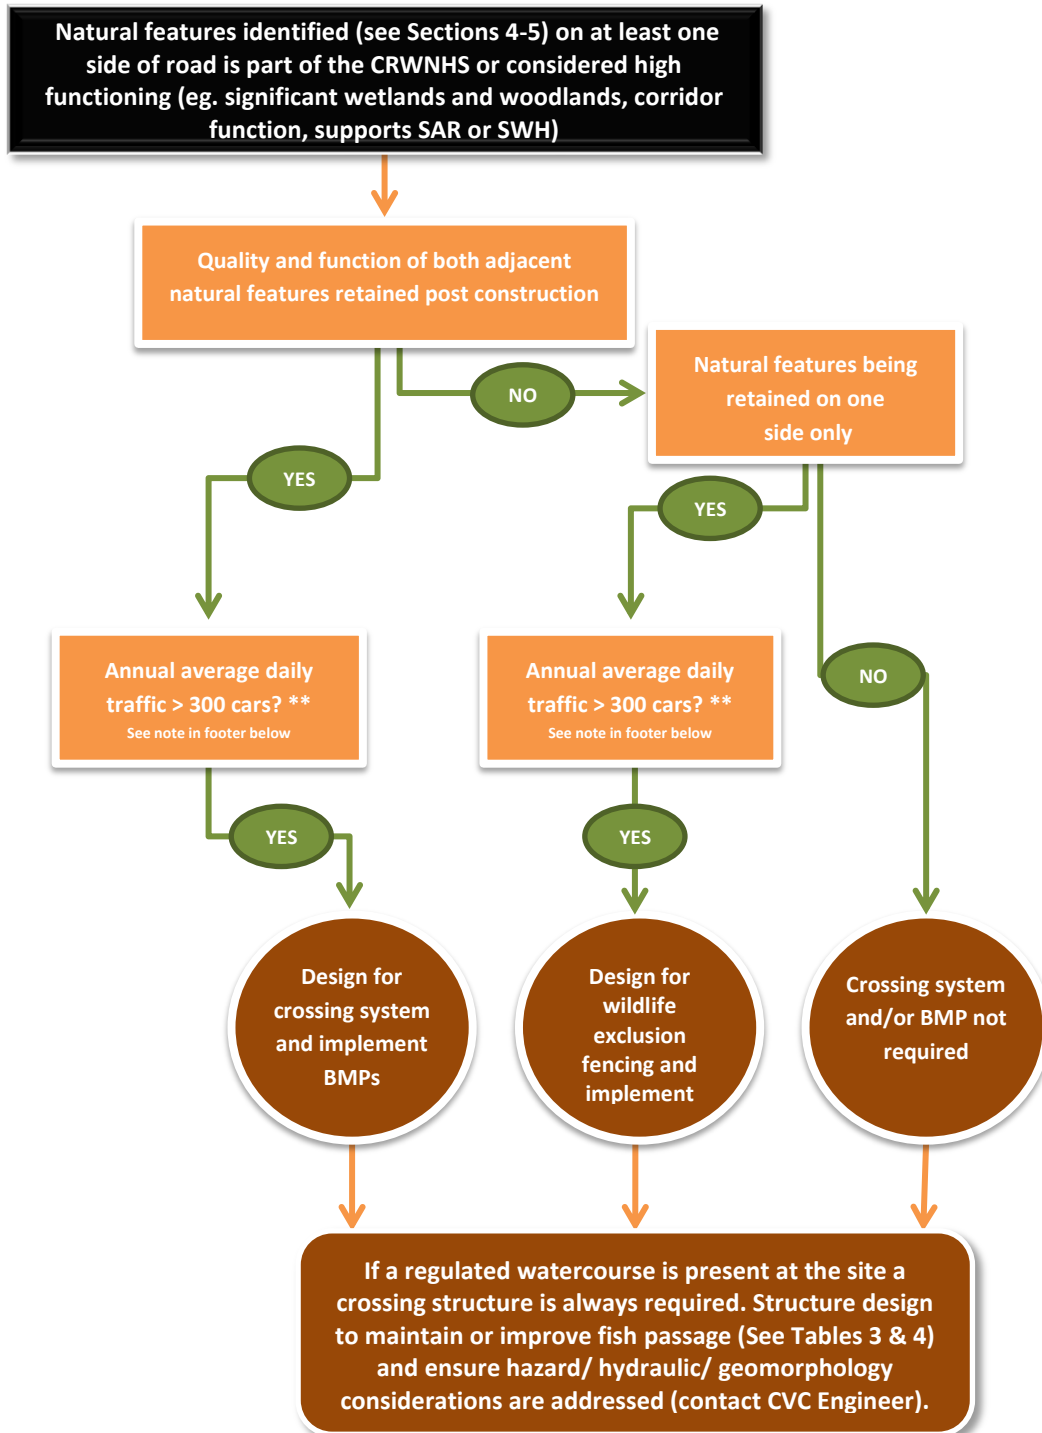 Natural features identified (see Sections 4-5) on at least one
side of road is part of the CRWNHS or considered high
functioning (eg. significant wetlands and woodlands, corridor
function, supports SAR or SWH)
Quality and function of both adjacent
natural features retained post construction
NO
Natural features being
retained on one
side only
YES
YES
Annual average daily
traffic > 300 cars? **
See note in footer below
Annual average daily
traffic > 300 cars? **
See note in footer below
NO
YES
YES
Design for
crossing system
and implement
BMPs
Design for
wildlife
exclusion
fencing and
implement
Crossing system
and/or BMP not
required
If a regulated watercourse is present at the site a
crossing structure is always required. Structure design
to maintain or improve fish passage (See Tables 3 & 4)
and ensure hazard/ hydraulic/ geomorphology
considerations are addressed (contact CVC Engineer).